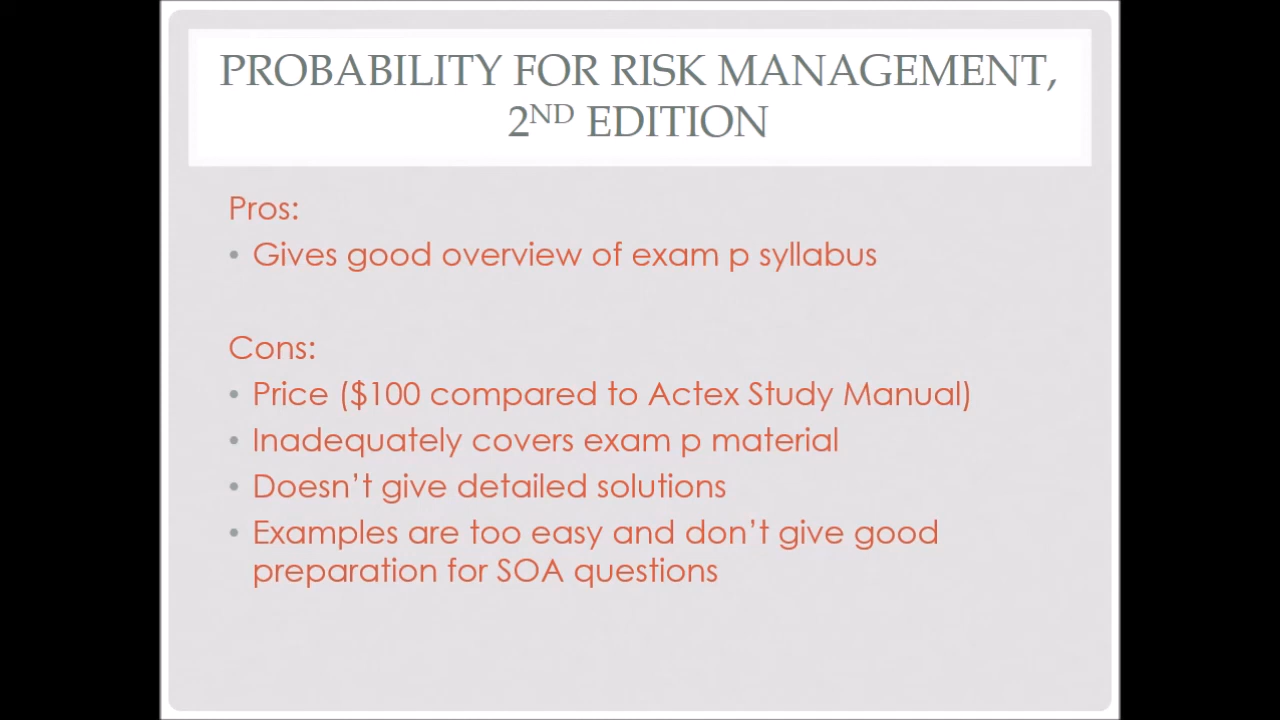 PROBABILITY FOR RISK MANAGEMENT,
2ND EDITION
Pros:
• Gives good overview of exam p syllabus
Cons:
• Price ($100 compared to Actex Study Manual)
• Inadequately covers exam p material
• Doesn't give detailed solutions
• Examples are too easy and don't give good
preparation for SOA questions